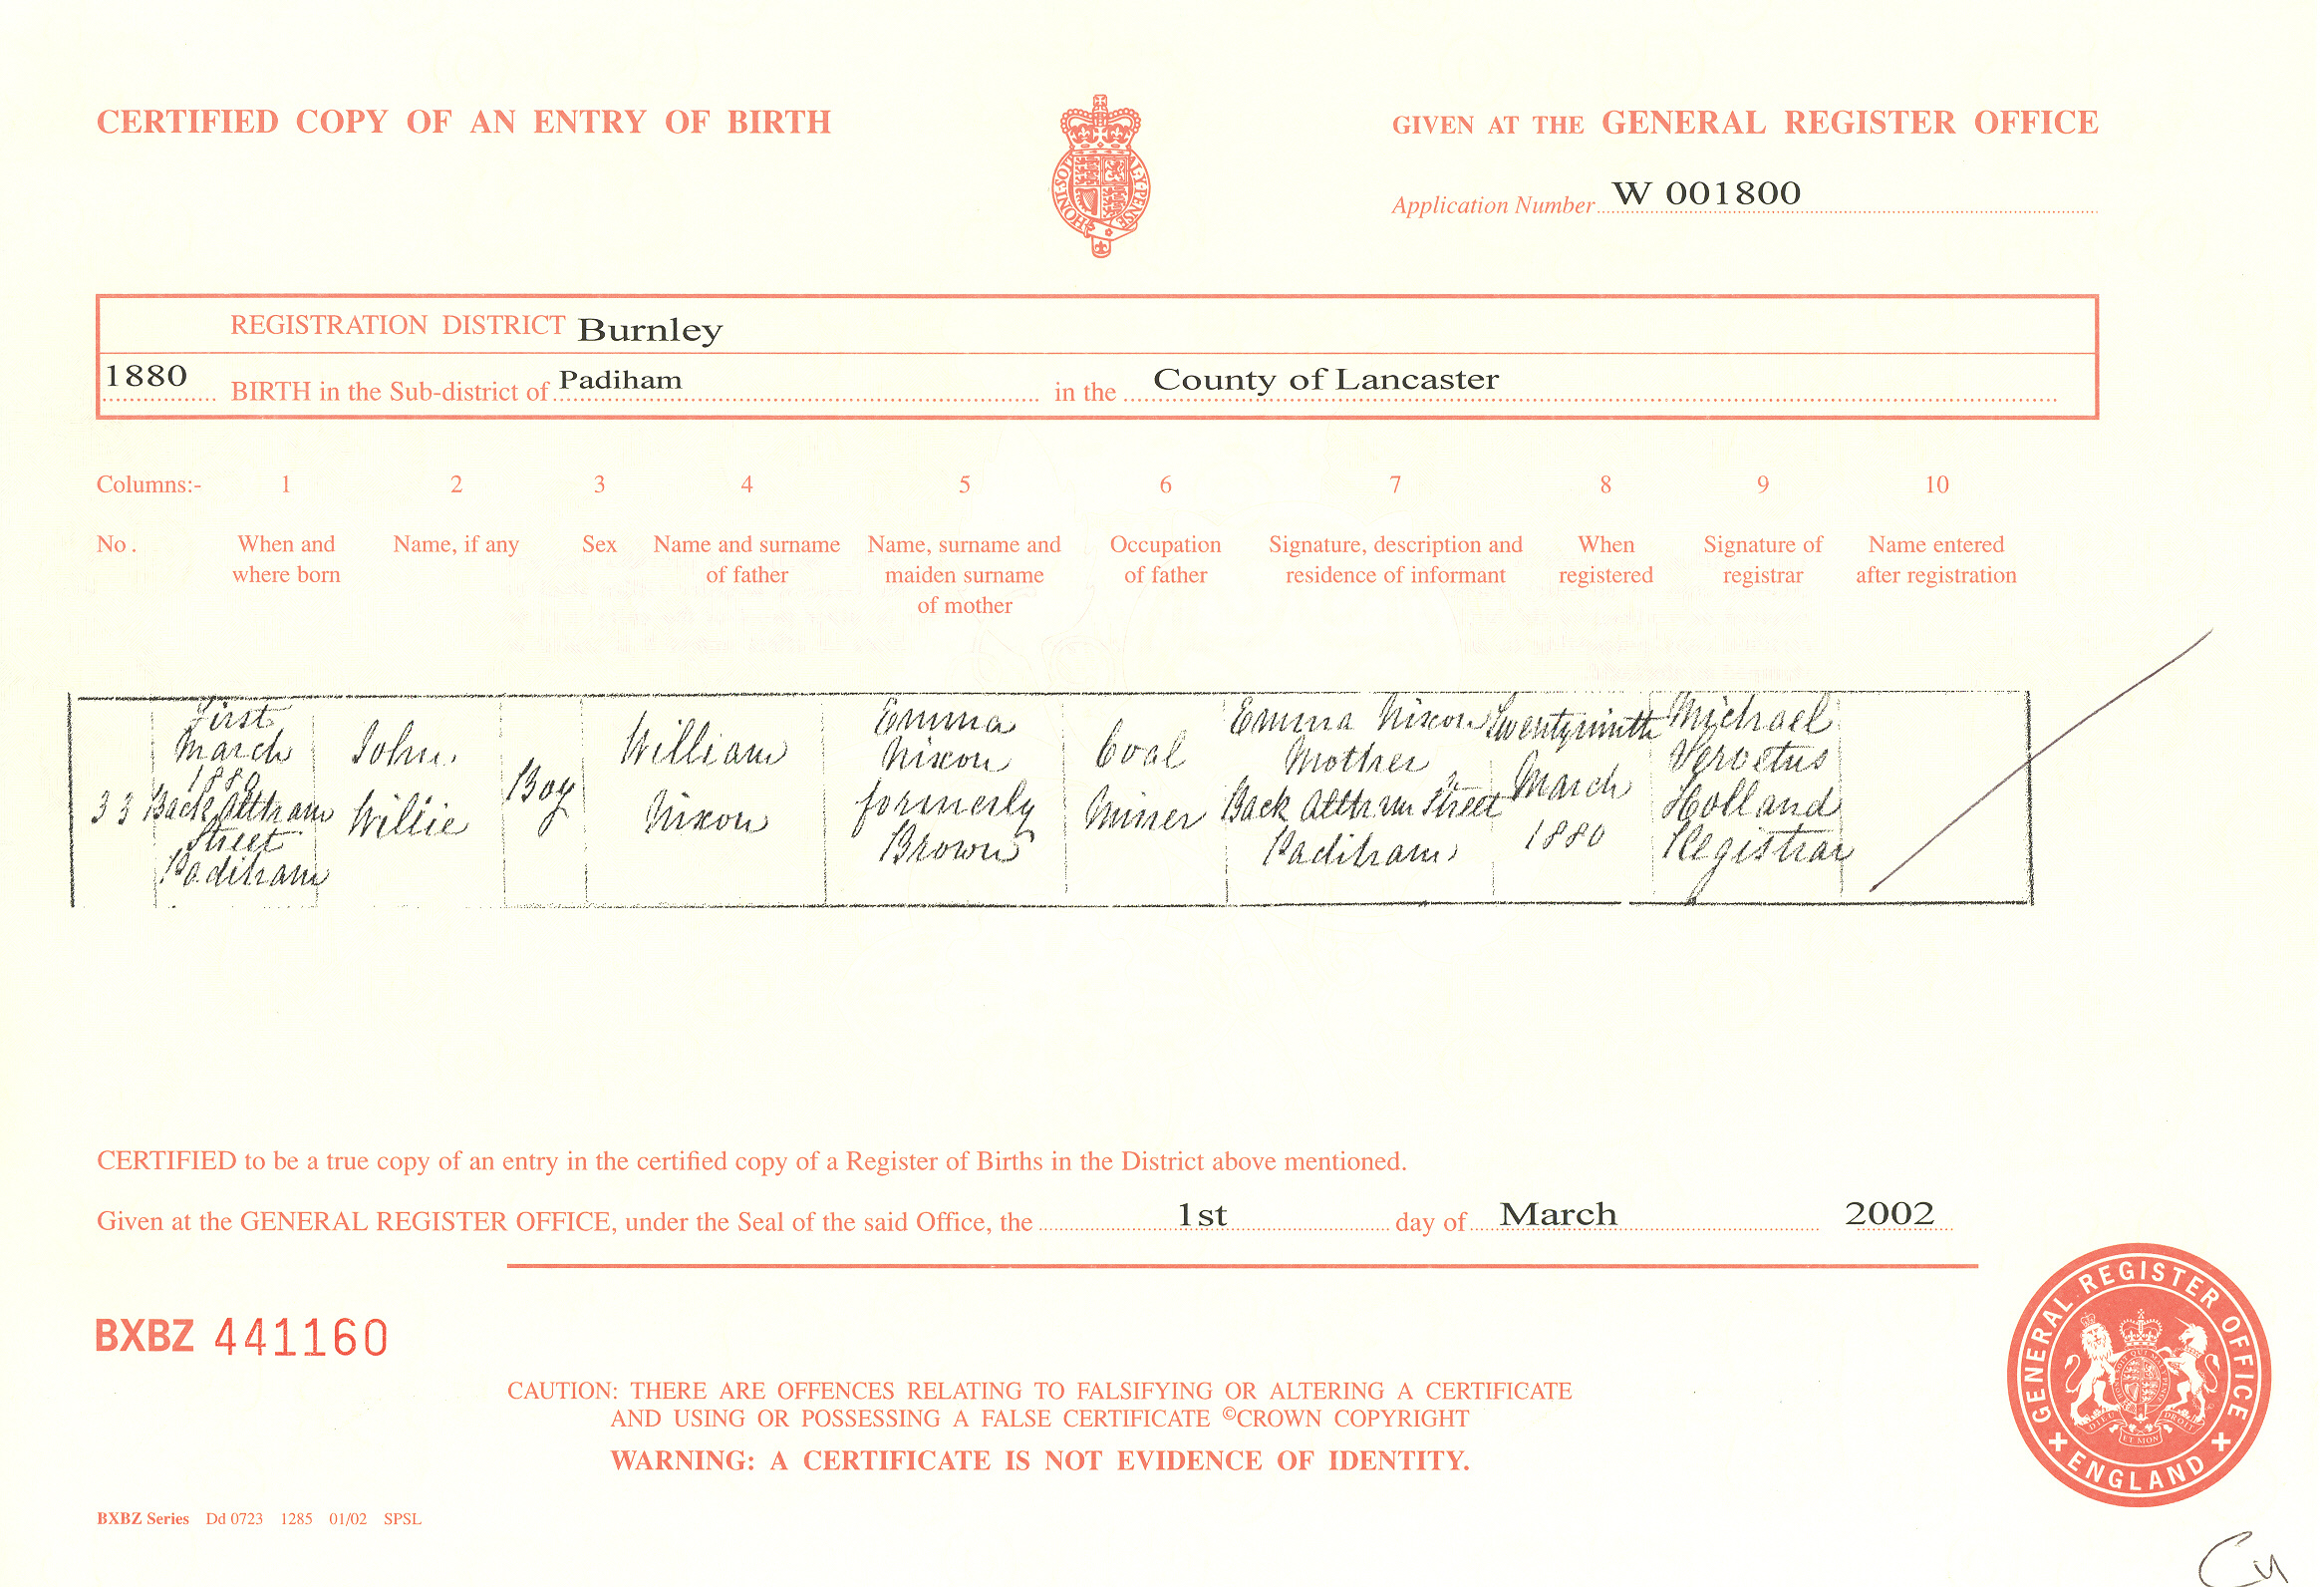 CERTIFIED COPY OF AN ENTRY OF BIRTH
GIVEN AT THE GENERAL REGISTER OFFICE
Application Number W 001800
REGISTRATION DISTRICT Burnley
1880 BIRTH in the Sub-district of Padiham in the County of Lancaster
Columns:- 1 2 3 4 5 6 7 8 9 10
No. When and where born
Name, if any
Sex
Name and surname of father
Name, surname and maiden surname of mother
Occupation of father
Signature, description and residence of informant
When registered
Signature of registrar
Name entered after registration
33
First
March
1880
Back Altham
Street
Padiham
John
Willie
Boy
William
Nixon
Emma
Nixon
formerly
Brown
Coal
Miner
Emma Nixon
Mother
Back Altham Street
Padiham
Twentyninth
March
1880
Michael
Holland
Registrar
CERTIFIED to be a true copy of an entry in the certified copy of a Register of Births in the District above mentioned.
Given at the GENERAL REGISTER OFFICE, under the Seal of the said Office, the 1st day of March 2002
BXBZ 441160
CAUTION: THERE ARE OFFENCES RELATING TO FALSIFYING OR ALTERING A CERTIFICATE
AND USING OR POSSESSING A FALSE CERTIFICATE ©CROWN COPYRIGHT
WARNING: A CERTIFICATE IS NOT EVIDENCE OF IDENTITY.
GENERAL REGISTER OFFICE
ENGLAND
BXBZ Series Dd 0723 1285 01/02 SPSL